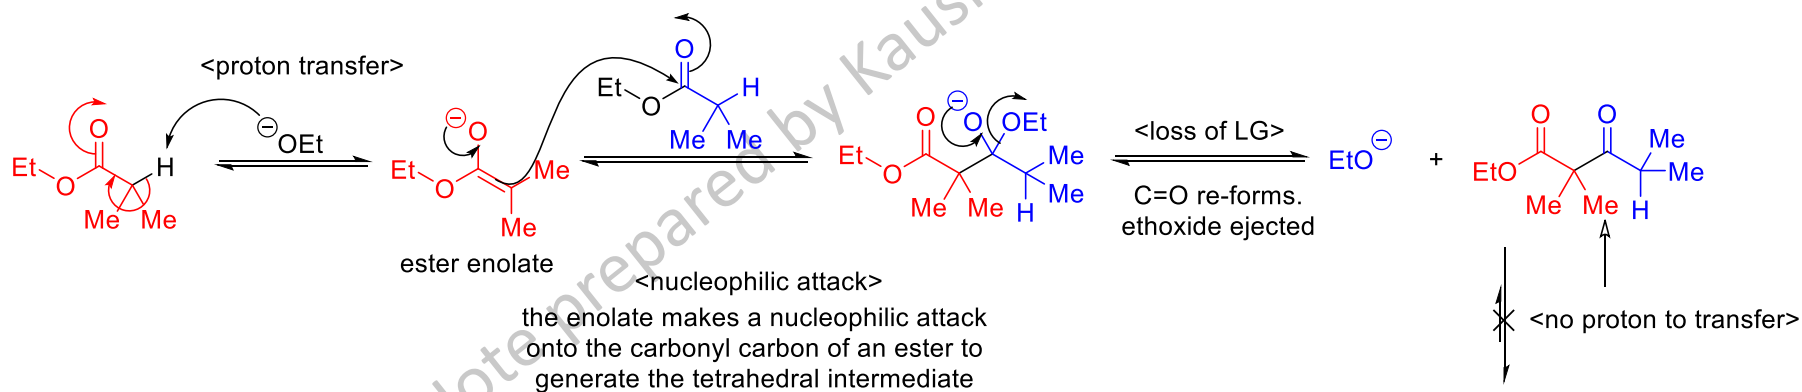 <proton transfer>
O
Et
O
H
Me
Me
OEt
O
Et
O
Me
Me
ester enolate
O
Et
O
H
Me
Me
<nucleophilic attack>
the enolate makes a nucleophilic attack
onto the carbonyl carbon of an ester to
generate the tetrahedral intermediate
O
O
OEt
Et
O
Me
Me
Me
Me
H
<loss of LG>
C=O re-forms.
ethoxide ejected
EtO
+
O
O
EtO
Me
Me
Me
Me
H
<no proton to transfer>
prepared by